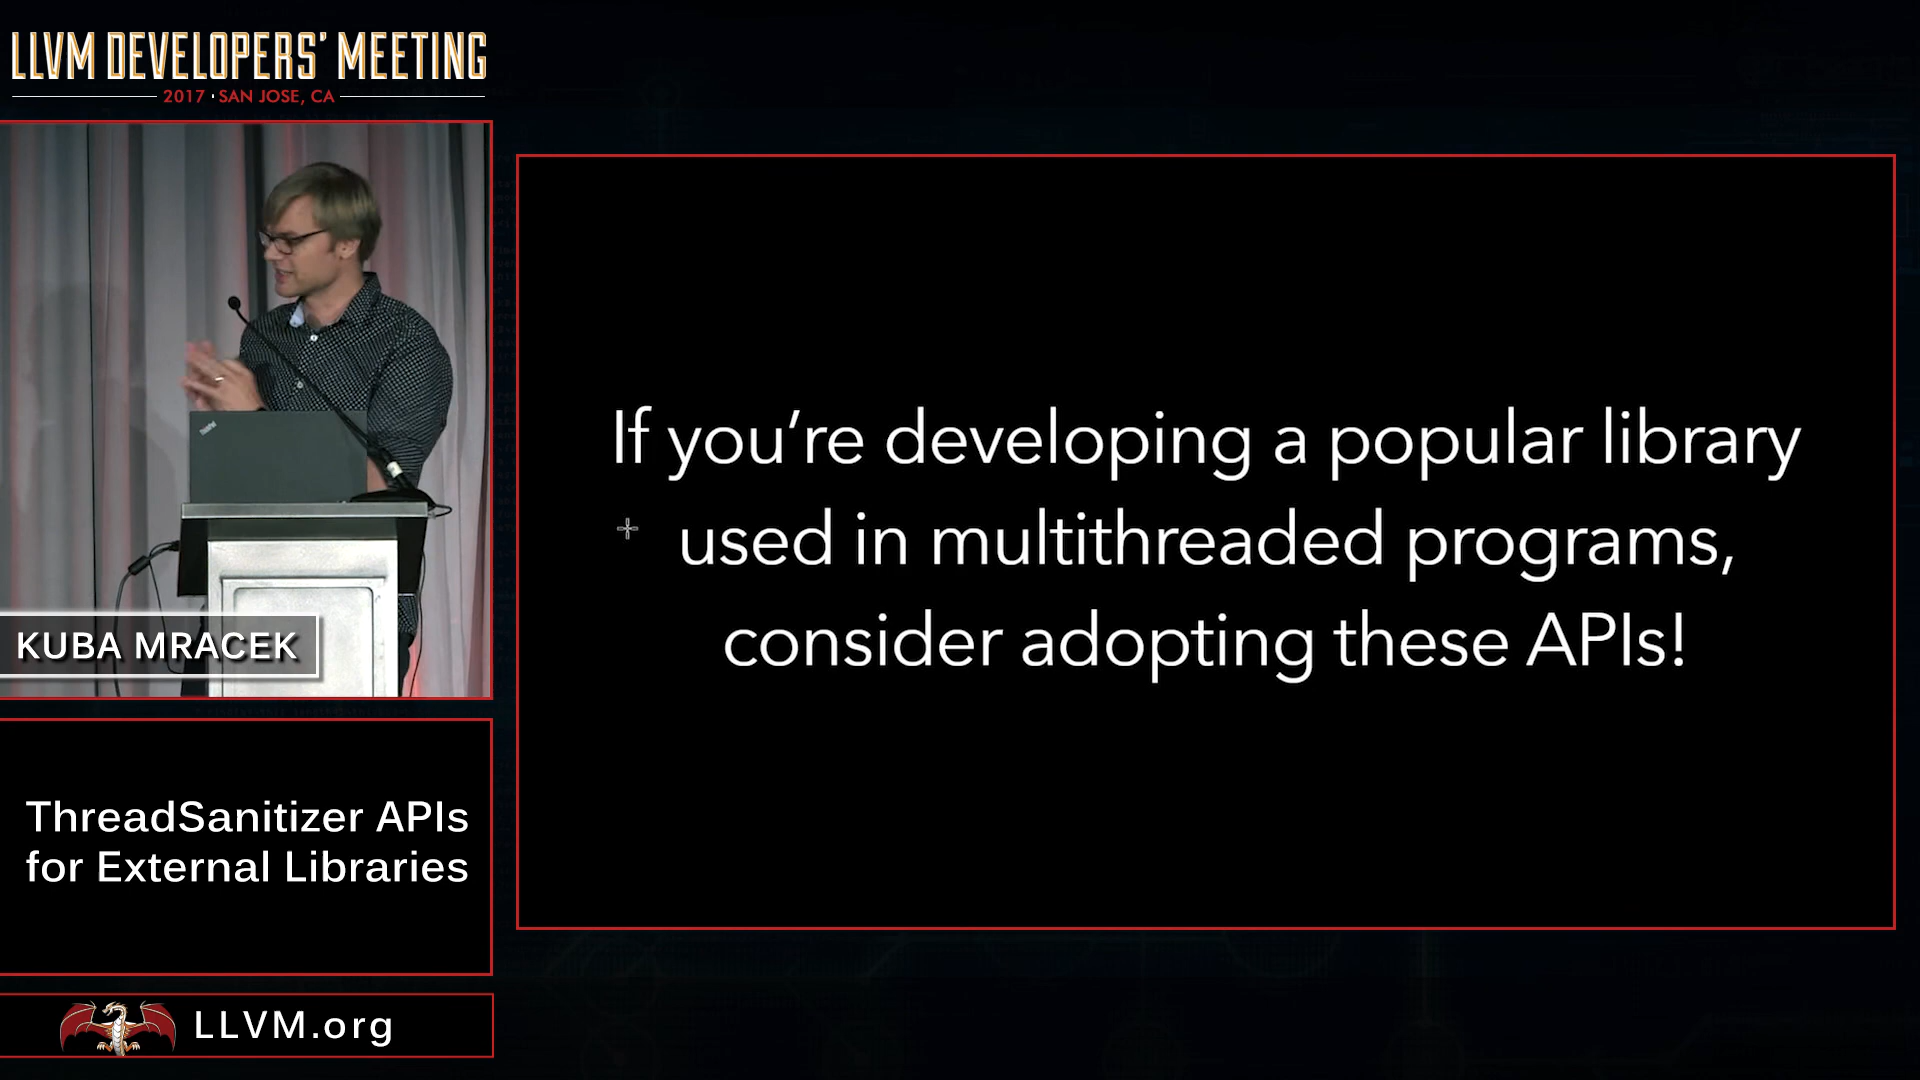 LLVM DEVELOPERS' MEETING
2017 • SAN JOSE, CA
ThinkPad
KUBA MRACEK
ThreadSanitizer APIs
for External Libraries
LLVM.org
If you’re developing a popular library
used in multithreaded programs,
consider adopting these APIs!